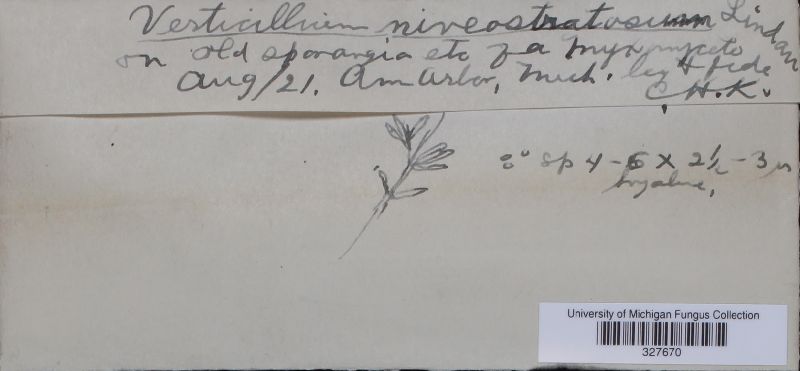 Verticillium niveostratosum Lindau
on old sporangia etc of a myxomycete
Aug/21. Ann Arbor, Mich. leg & fide
C.H.K.
sp 4-5 X 2½-3 µ
hyaline,
University of Michigan Fungus Collection
327670